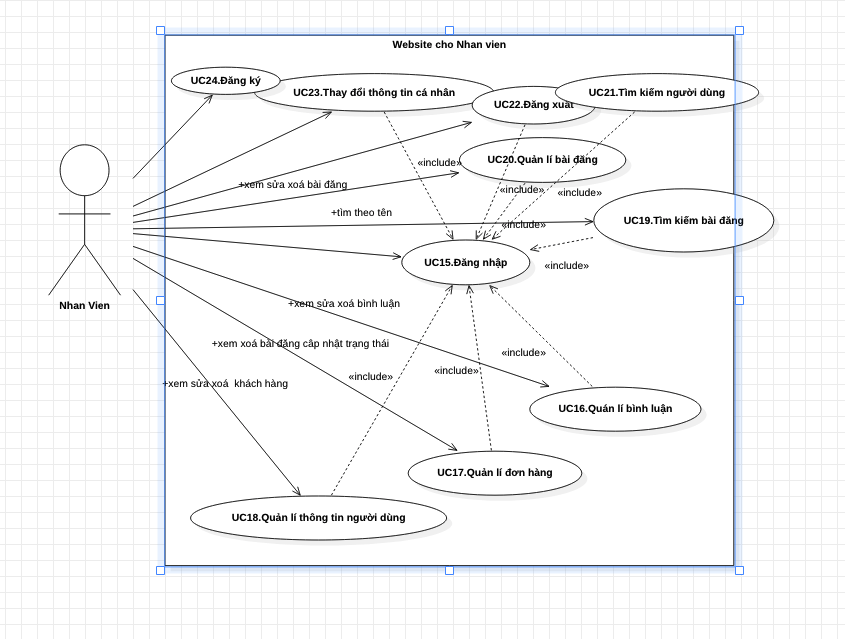 Website cho Nhan vien
UC24.Đăng ký
UC23.Thay đổi thông tin cá nhân
UC22.Đăng xuất
UC21.Tìm kiếm người dùng
«include»
UC20.Quản lí bài đăng
+xem sửa xoá bài đăng
«include»
«include»
+tìm theo tên
UC19.Tìm kiếm bài đăng
«include»
UC15.Đăng nhập
«include»
Nhan Vien
+xem sửa xoá bình luận
+xem xoá bài đăng câp nhật trạng thái
«include»
«include»
«include»
+xem sửa xoá  khách hàng
UC16.Quán lí bình luận
UC17.Quản lí đơn hàng
UC18.Quản lí thông tin người dùng